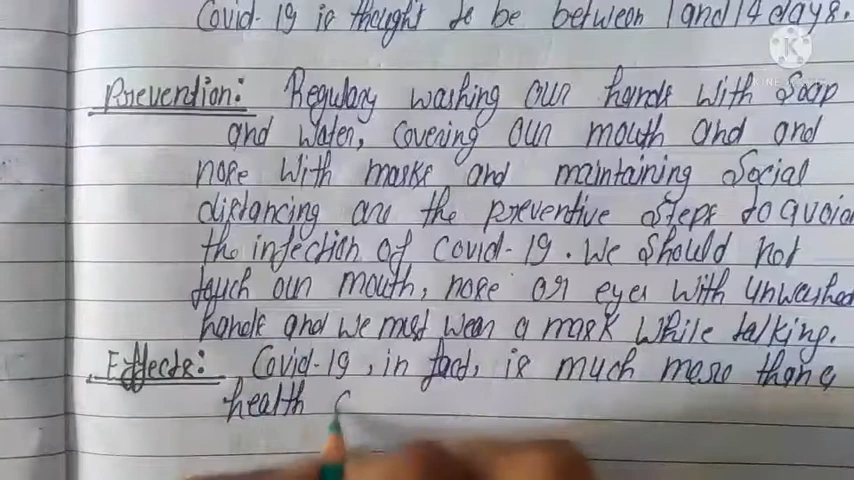 Covid-19 is thought to be between 1 and 14 days.
KINEMASTER
Prevention: Regulary washing our hands with Soap
and water, covering our mouth and and
nose with masks and maintaining Social
distancing are the preventive steps to avoid
the infection of Covid-19. We should not
touch our mouth, nose or eyes with unwashed
hands and we must wear a mask while talking.
Effects: Covid-19, in fact, is much more than a
health